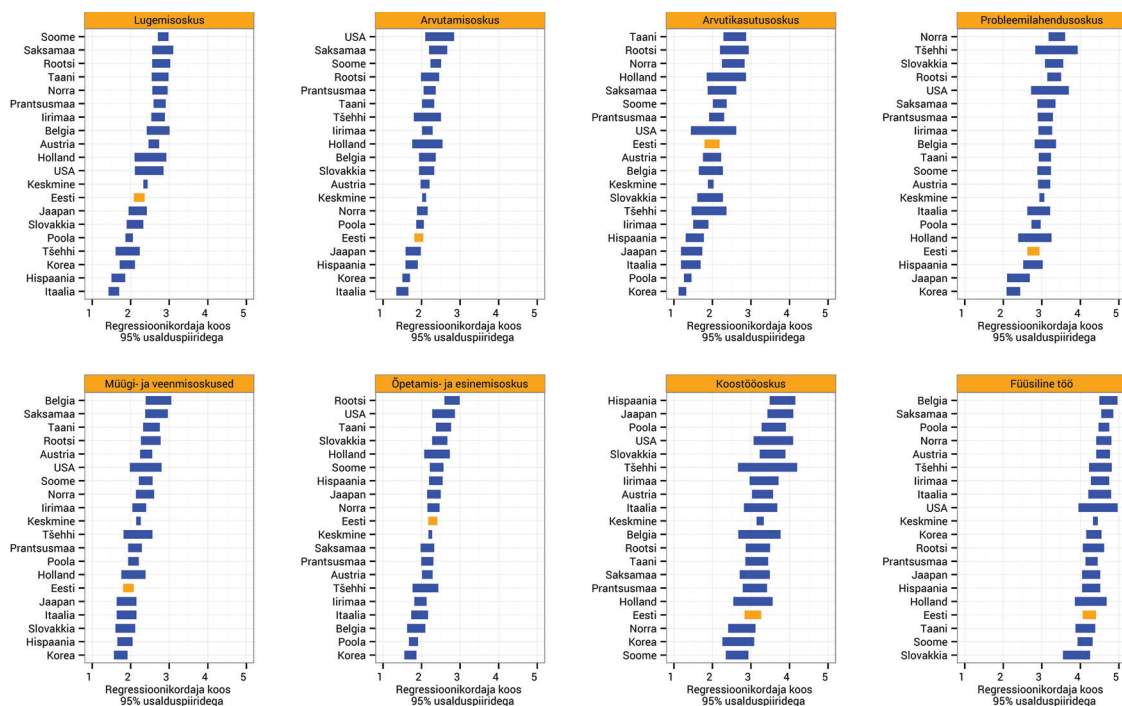 Lugemisoskus
Soome
Saksamaa
Rootsi
Taani
Norra
Prantsusmaa
Iirimaa
Belgia
Austria
Holland
USA
Keskmine
Eesti
Jaapan
Slovakkia
Poola
Tšehhi
Korea
Hispaania
Itaalia
1 2 3 4 5
Regressioonikordaja koos
95% usalduspiiridega
Arvutamisoskus
USA
Saksamaa
Soome
Rootsi
Prantsusmaa
Taani
Tšehhi
Iirimaa
Holland
Belgia
Slovakkia
Austria
Keskmine
Norra
Poola
Eesti
Jaapan
Hispaania
Korea
Itaalia
1 2 3 4 5
Regressioonikordaja koos
95% usalduspiiridega
Arvutikasutusoskus
Taani
Rootsi
Norra
Holland
Saksamaa
Soome
Prantsusmaa
USA
Eesti
Austria
Belgia
Keskmine
Slovakkia
Tšehhi
Iirimaa
Hispaania
Jaapan
Itaalia
Poola
Korea
1 2 3 4 5
Regressioonikordaja koos
95% usalduspiiridega
Probleemilahendusoskus
Norra
Tšehhi
Slovakkia
Rootsi
USA
Saksamaa
Prantsusmaa
Iirimaa
Belgia
Taani
Soome
Austria
Keskmine
Itaalia
Poola
Holland
Eesti
Hispaania
Jaapan
Korea
1 2 3 4 5
Regressioonikordaja koos
95% usalduspiiridega
Müügi- ja veenmisoskused
Belgia
Saksamaa
Taani
Rootsi
Austria
USA
Soome
Norra
Iirimaa
Keskmine
Tšehhi
Prantsusmaa
Poola
Holland
Eesti
Jaapan
Itaalia
Slovakkia
Hispaania
Korea
1 2 3 4 5
Regressioonikordaja koos
95% usalduspiiridega
Õpetamis- ja esinemisoskus
Rootsi
USA
Taani
Slovakkia
Holland
Soome
Hispaania
Jaapan
Norra
Eesti
Keskmine
Saksamaa
Prantsusmaa
Austria
Tšehhi
Iirimaa
Itaalia
Belgia
Poola
Korea
1 2 3 4 5
Regressioonikordaja koos
95% usalduspiiridega
Koostööoskus
Hispaania
Jaapan
Poola
USA
Slovakkia
Tšehhi
Iirimaa
Austria
Itaalia
Keskmine
Belgia
Rootsi
Taani
Saksamaa
Prantsusmaa
Holland
Eesti
Norra
Korea
Soome
1 2 3 4 5
Regressioonikordaja koos
95% usalduspiiridega
Füüsiline töö
Belgia
Saksamaa
Poola
Norra
Austria
Tšehhi
Iirimaa
Itaalia
USA
Keskmine
Korea
Rootsi
Prantsusmaa
Jaapan
Hispaania
Holland
Eesti
Taani
Soome
Slovakkia
1 2 3 4 5
Regressioonikordaja koos
95% usalduspiiridega